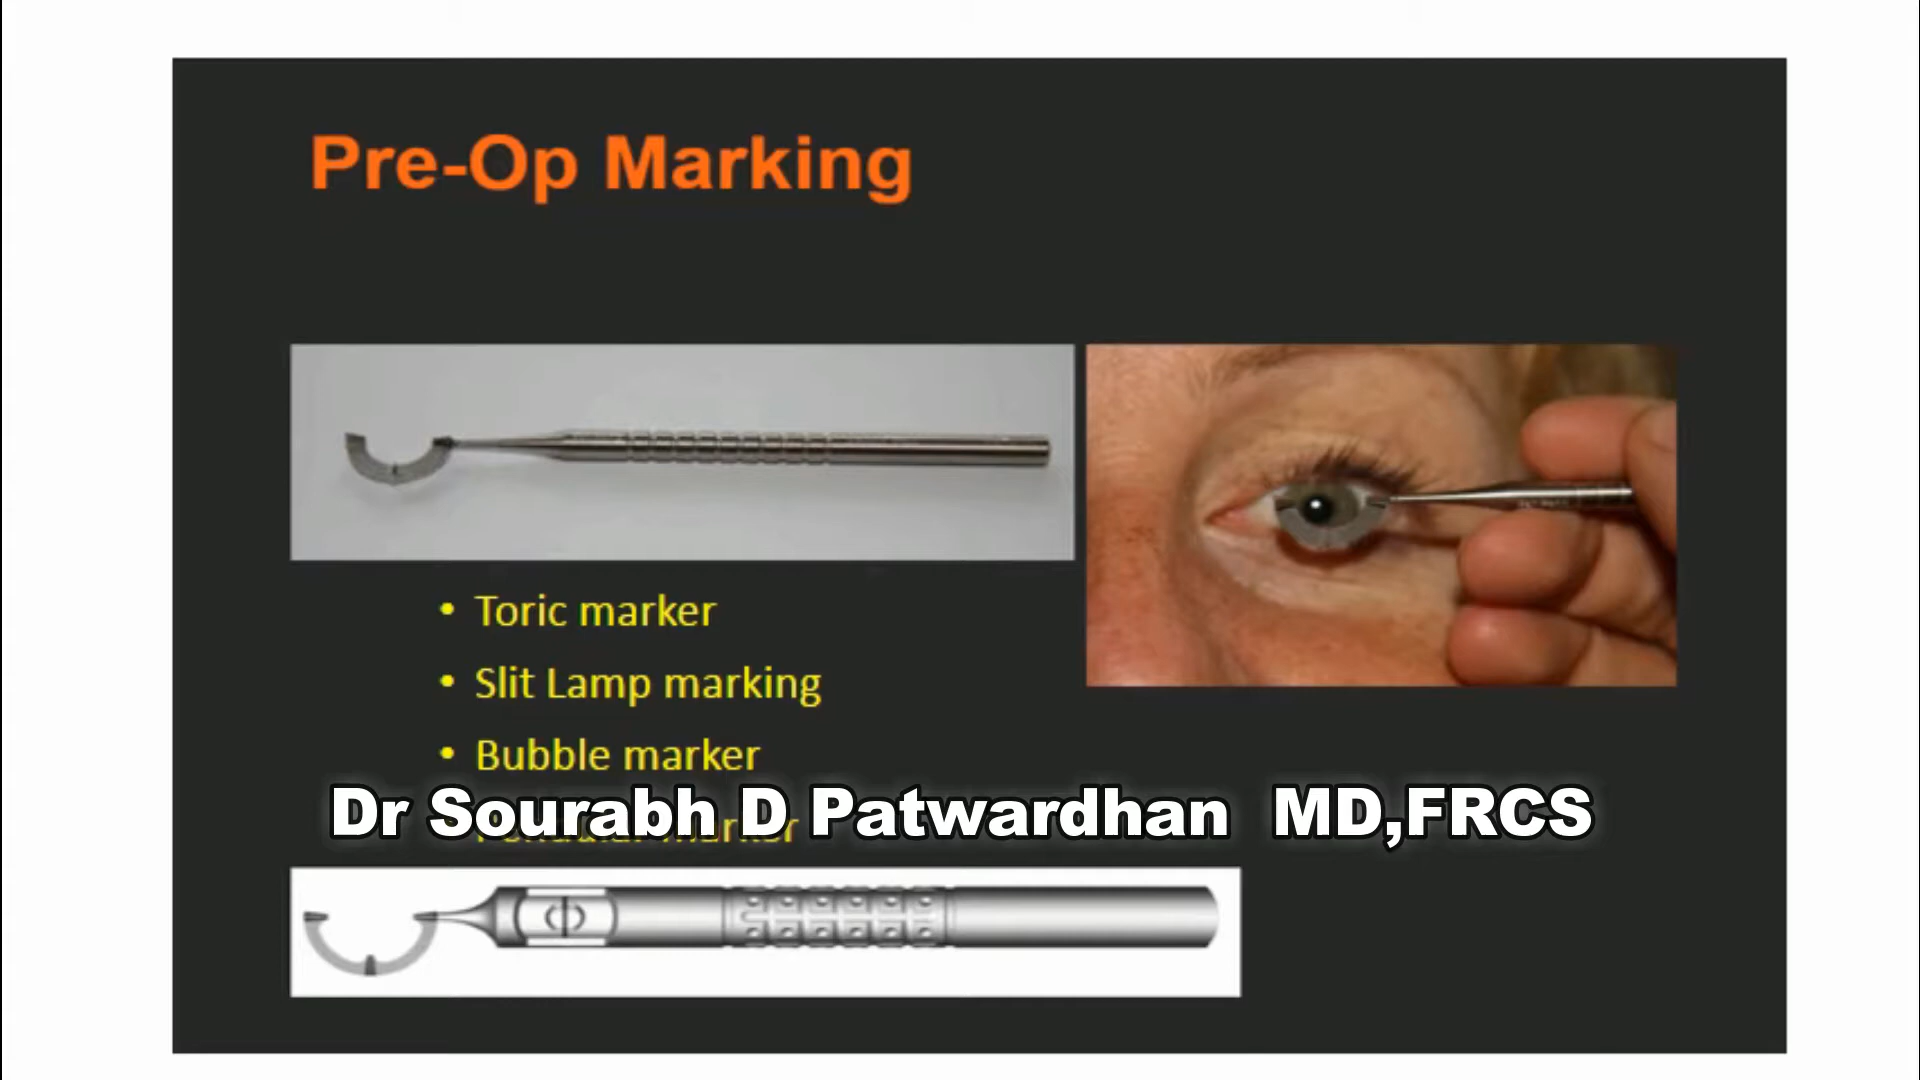 Pre-Op Marking
• Toric marker
• Slit Lamp marking
• Bubble marker
Dr Sourabh D Patwardhan MD,FRCS